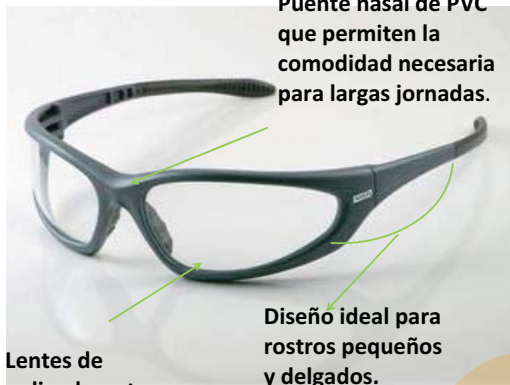 Puente nasal de PVC
que permiten la
comodidad necesaria
para largas jornadas.
Diseño ideal para
rostros pequeños
y delgados.
Lentes de